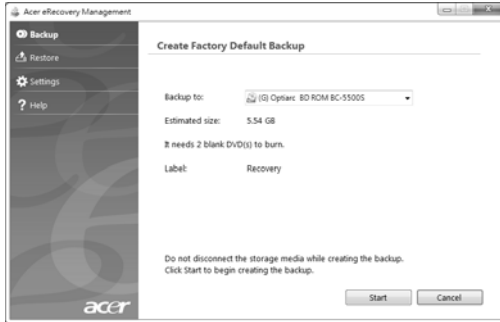 Acer eRecovery Management
Backup
Restore
Settings
Help
Create Factory Default Backup
Backup to: (G) Optiarc BD ROM BC-5500S
Estimated size: 5.54 GB
It needs 2 blank DVD(s) to burn.
Label: Recovery
Do not disconnect the storage media while creating the backup.
Click Start to begin creating the backup.
Start Cancel
acer